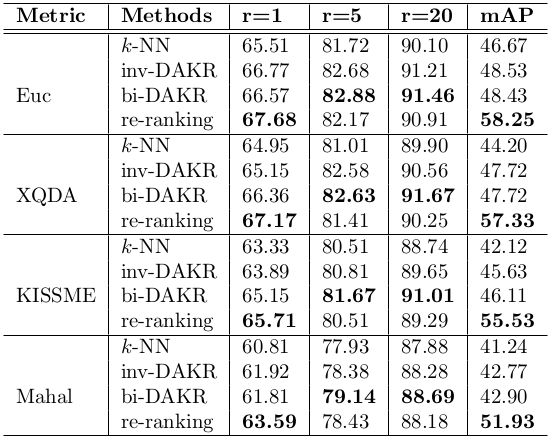 Metric Methods r=1 r=5 r=20 mAP
k-NN 65.51 81.72 90.10 46.67
inv-DAKR 66.77 82.68 91.21 48.53
Euc bi-DAKR 66.57 82.88 91.46 48.43
re-ranking 67.68 82.17 90.91 58.25
k-NN 64.95 81.01 89.90 44.20
inv-DAKR 65.15 82.58 90.56 47.72
XQDA bi-DAKR 66.36 82.63 91.67 47.72
re-ranking 67.17 81.41 90.25 57.33
k-NN 63.33 80.51 88.74 42.12
inv-DAKR 63.89 80.81 89.65 45.63
KISSME bi-DAKR 65.15 81.67 91.01 46.11
re-ranking 65.71 80.51 89.29 55.53
k-NN 60.81 77.93 87.88 41.24
inv-DAKR 61.92 78.38 88.28 42.77
Mahal bi-DAKR 61.81 79.14 88.69 42.90
re-ranking 63.59 78.43 88.18 51.93